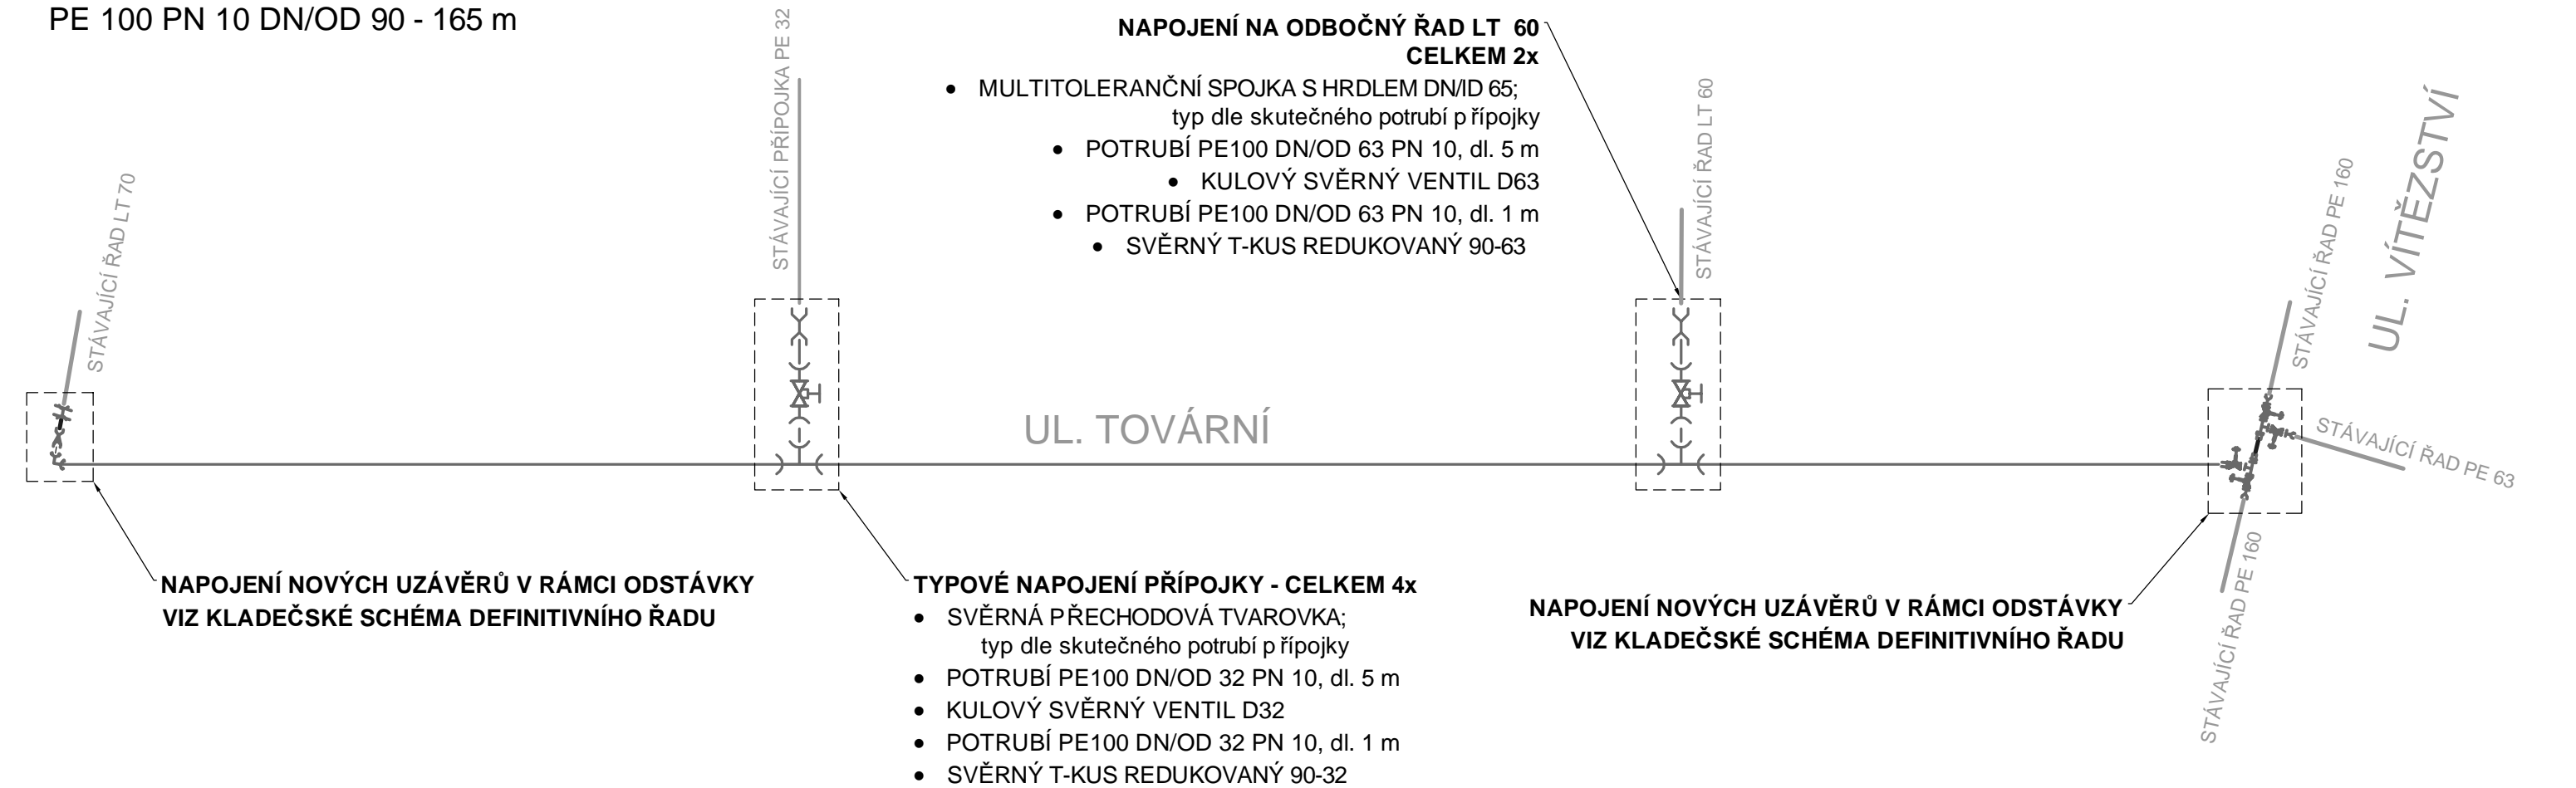 PE 100 PN 10 DN/OD 90 - 165 m
STÁVAJÍCÍ ŘAD LT 70
STÁVAJÍCÍ PŘÍPOJKA PE 32
NAPOJENÍ NA ODBOČNÝ ŘAD LT 60
CELKEM 2x
• MULTITOLERANČNÍ SPOJKA S HRDLEM DN/ID 65;
typ dle skutečného potrubí přípojky
• POTRUBÍ PE100 DN/OD 63 PN 10, dl. 5 m
• KULOVÝ SVĚRNÝ VENTIL D63
• POTRUBÍ PE100 DN/OD 63 PN 10, dl. 1 m
• SVĚRNÝ T-KUS REDUKOVANÝ 90-63
STÁVAJÍCÍ ŘAD LT 60
STÁVAJÍCÍ ŘAD PE 160
UL. VÍTĚZSTVÍ
UL. TOVÁRNÍ
STÁVAJÍCÍ ŘAD PE 63
STÁVAJÍCÍ ŘAD PE 160
NAPOJENÍ NOVÝCH UZÁVĚRŮ V RÁMCI ODSTÁVKY
VIZ KLADEČSKÉ SCHÉMA DEFINITIVNÍHO ŘADU
TYPOVÉ NAPOJENÍ PŘÍPOJKY - CELKEM 4x
• SVĚRNÁ PŘECHODOVÁ TVAROVKA;
typ dle skutečného potrubí přípojky
• POTRUBÍ PE100 DN/OD 32 PN 10, dl. 5 m
• KULOVÝ SVĚRNÝ VENTIL D32
• POTRUBÍ PE100 DN/OD 32 PN 10, dl. 1 m
• SVĚRNÝ T-KUS REDUKOVANÝ 90-32
NAPOJENÍ NOVÝCH UZÁVĚRŮ V RÁMCI ODSTÁVKY
VIZ KLADEČSKÉ SCHÉMA DEFINITIVNÍHO ŘADU